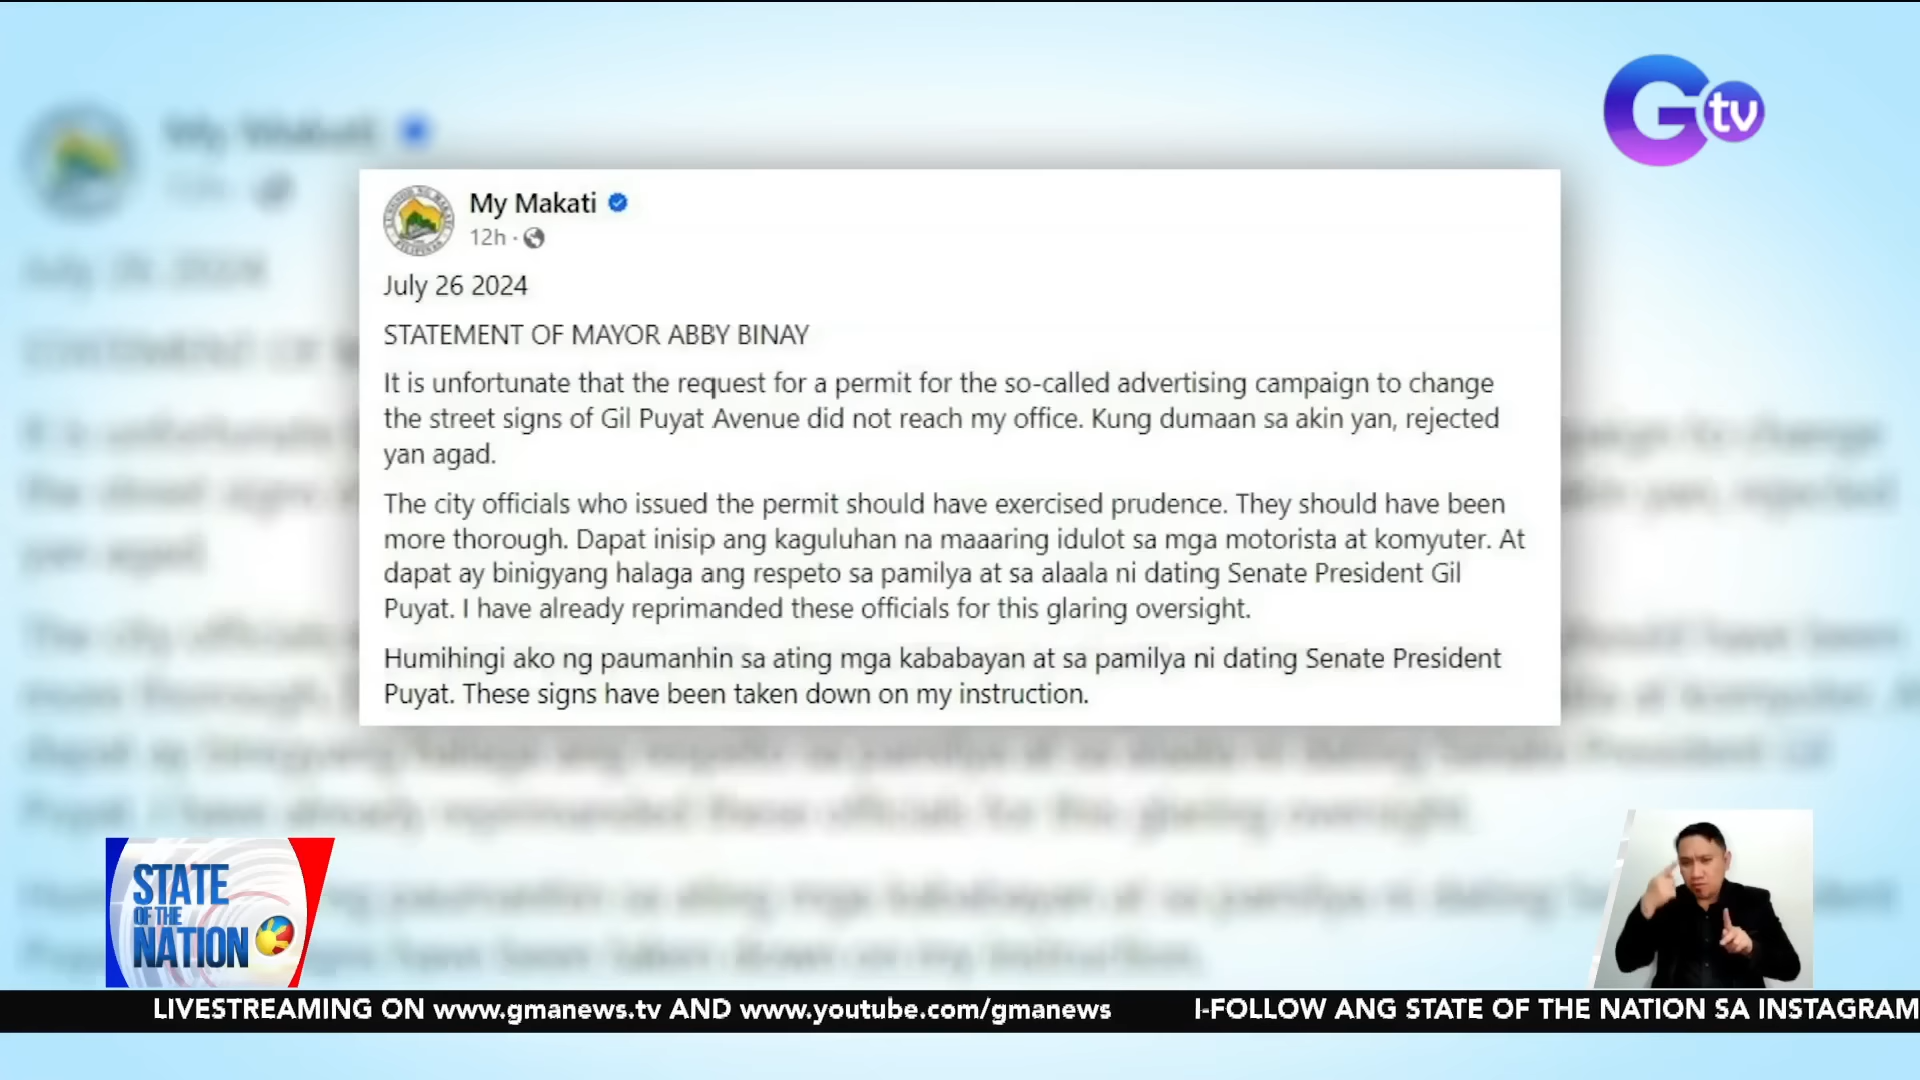 G tv
My Makati
12h ·
July 26 2024
STATEMENT OF MAYOR ABBY BINAY
It is unfortunate that the request for a permit for the so-called advertising campaign to change
the street signs of Gil Puyat Avenue did not reach my office. Kung dumaan sa akin yan, rejected
yan agad.
The city officials who issued the permit should have exercised prudence. They should have been
more thorough. Dapat inisip ang kaguluhan na maaaring idulot sa mga motorista at komyuter. At
dapat ay binigyang halaga ang respeto sa pamilya at sa alaala ni dating Senate President Gil
Puyat. I have already reprimanded these officials for this glaring oversight.
Humihingi ako ng paumanhin sa ating mga kababayan at sa pamilya ni dating Senate President
Puyat. These signs have been taken down on my instruction.
STATE
OF THE
NATION
LIVESTREAMING ON www.gmanews.tv AND www.youtube.com/gmanews I-FOLLOW ANG STATE OF THE NATION SA INSTAGRAM